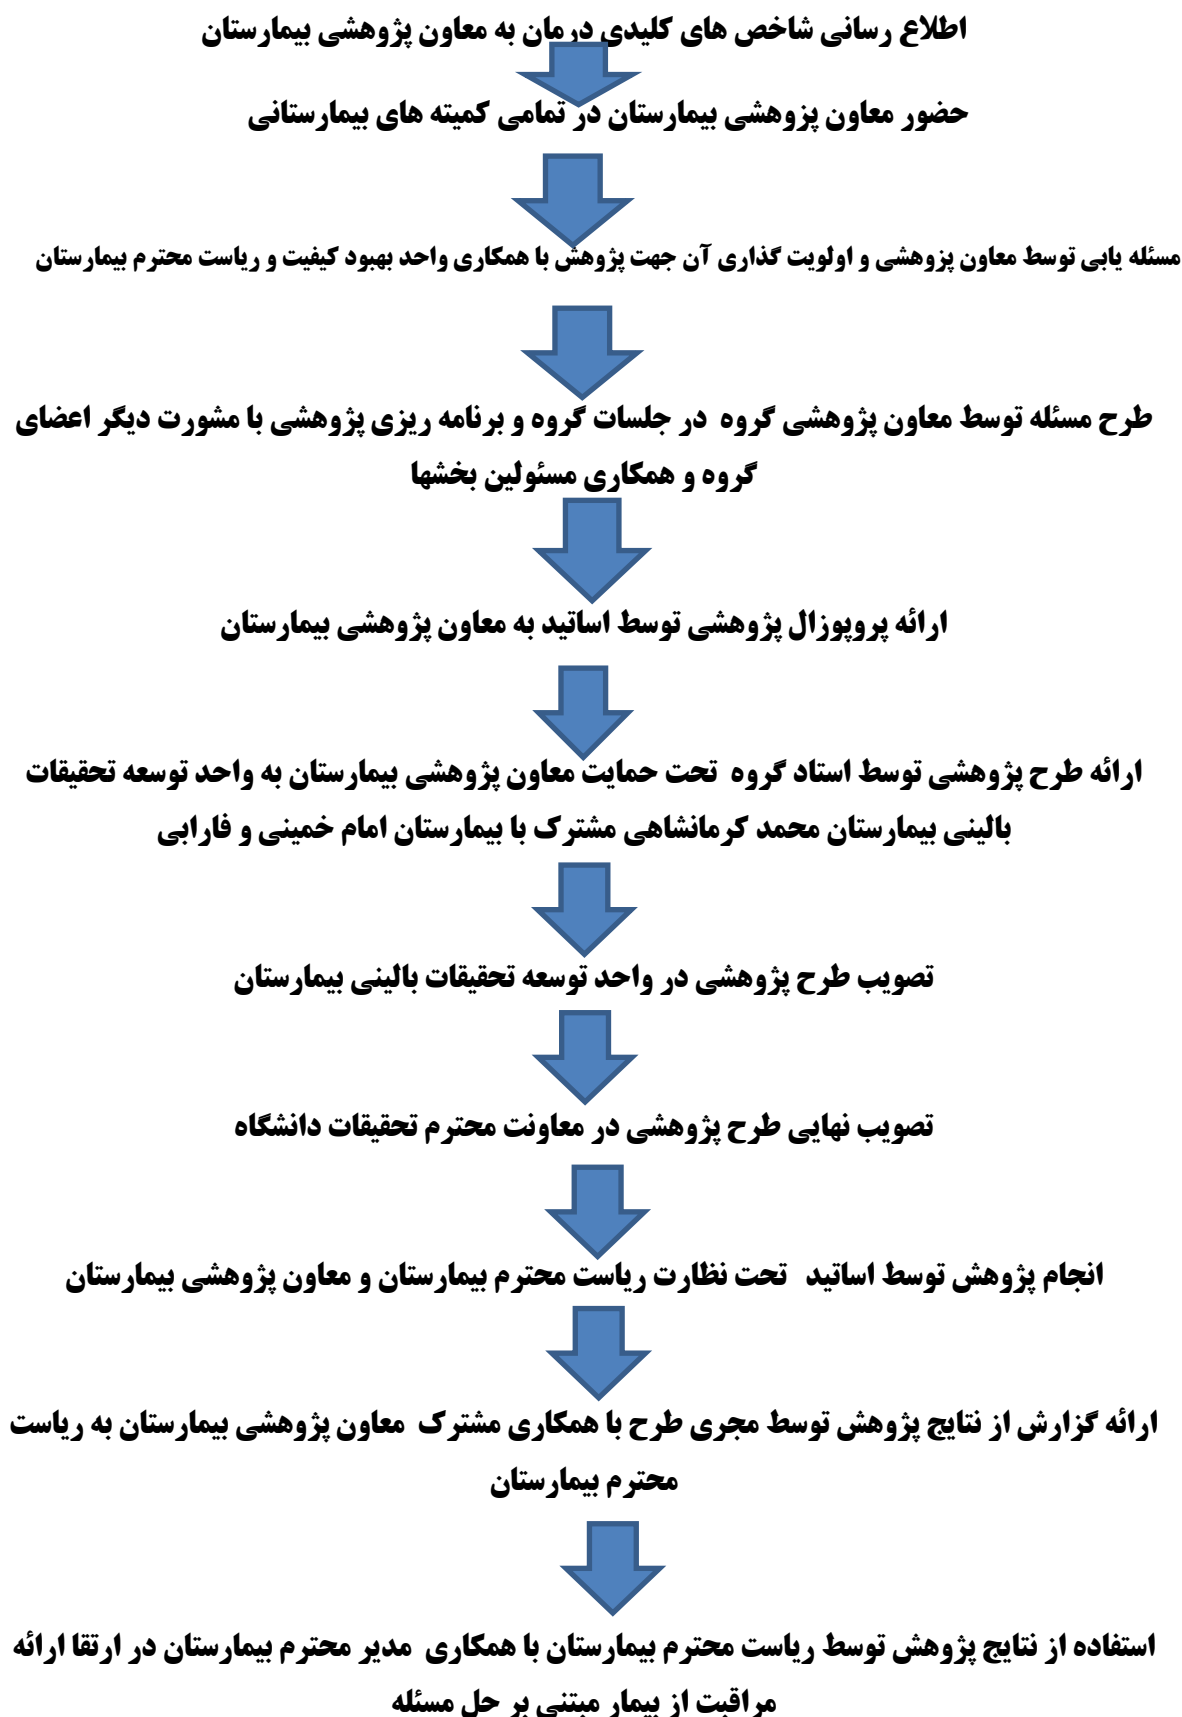 اطلاع رسانی شاخص های کلیدی درمان به معاون پژوهشی بیمارستان
حضور معاون پزوهشی بیمارستان در تمامی کمیته های بیمارستانی
مسئله یابی توسط معاون پزوهشی و اولویت گذاری آن جهت پژوهش با همکاری واحد بهبود کیفیت و ریاست محترم بیمارستان
طرح مسئله توسط معاون پژوهشی گروه در جلسات گروه و برنامه ریزی پژوهشی با مشورت دیگر اعضای
گروه و همکاری مسئولین بخشها
ارائه پروپوزال پژوهشی توسط اساتید به معاون پژوهشی بیمارستان
ارائه طرح پژوهشی توسط استاد گروه تحت حمایت معاون پژوهشی بیمارستان به واحد توسعه تحقیقات
بالینی بیمارستان محمد کرمانشاهی مشترک با بیمارستان امام خمینی و فارابی
تصویب طرح پژوهشی در واحد توسعه تحقیقات بالینی بیمارستان
تصویب نهایی طرح پژوهشی در معاونت محترم تحقیقات دانشگاه
انجام پژوهش توسط اساتید تحت نظارت ریاست محترم بیمارستان و معاون پژوهشی بیمارستان
ارائه گزارش از نتایج پژوهش توسط مجری طرح با همکاری مشترک معاون پژوهشی بیمارستان به ریاست
محترم بیمارستان
استفاده از نتایج پژوهش توسط ریاست محترم بیمارستان با همکاری مدیر محترم بیمارستان در ارتقا ارائه
مراقبت از بیمار مبتنی بر حل مسئله